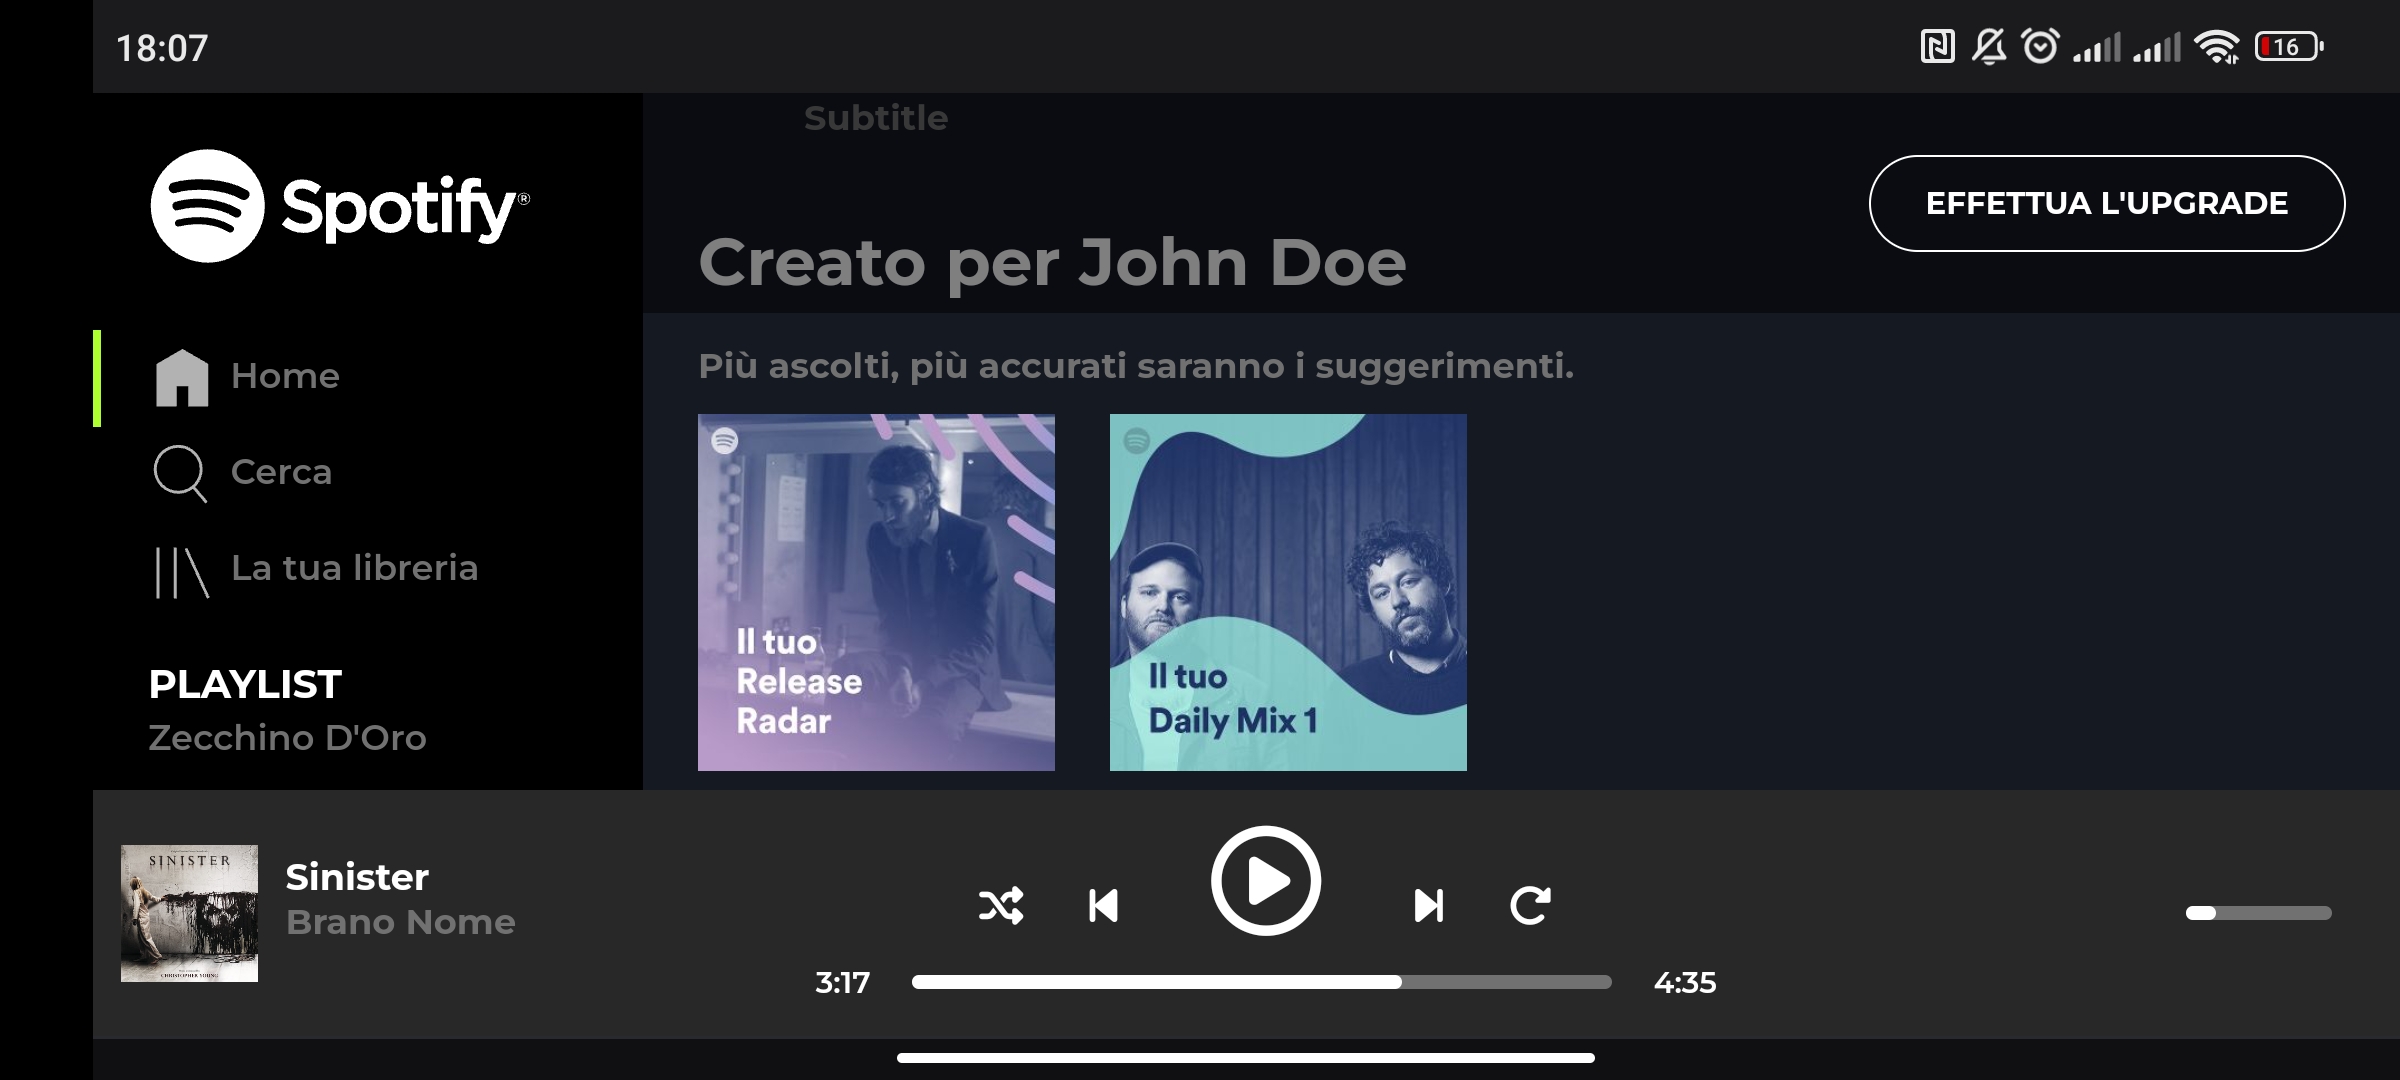 18:07
16
Subtitle
Spotify®
EFFETTUA L'UPGRADE
Creato per John Doe
Home
Cerca
La tua libreria
PLAYLIST
Zecchino D'Oro
Più ascolti, più accurati saranno i suggerimenti.
Il tuo
Release
Radar
Il tuo
Daily Mix 1
SINISTER
CHRISTOPHER YOUNG
Sinister
Brano Nome
3:17
4:35